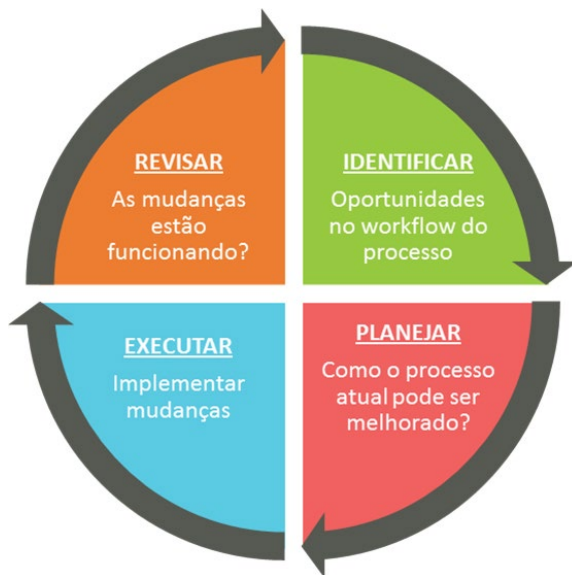 REVISAR
As mudanças
estão
funcionando?
IDENTIFICAR
Oportunidades
no workflow do
processo
EXECUTAR
Implementar
mudanças
PLANEJAR
Como o processo
atual pode ser
melhorado?